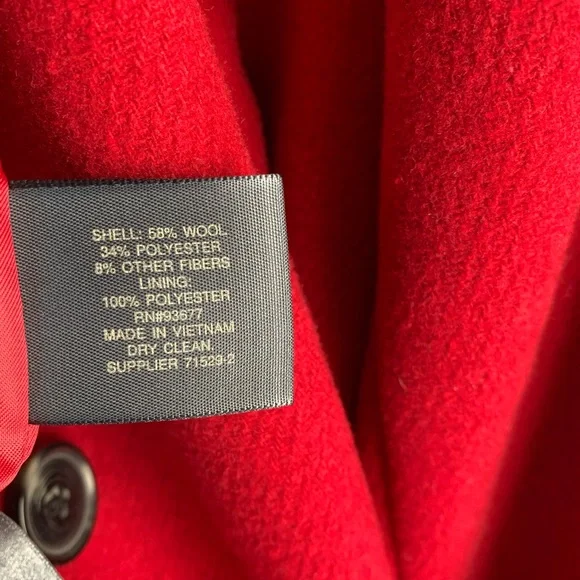 SHELL: 58% WOOL
34% POLYESTER
8% OTHER FIBERS
LINING:
100% POLYESTER
RN#93677
MADE IN VIETNAM
DRY CLEAN
SUPPLIER 71529-2